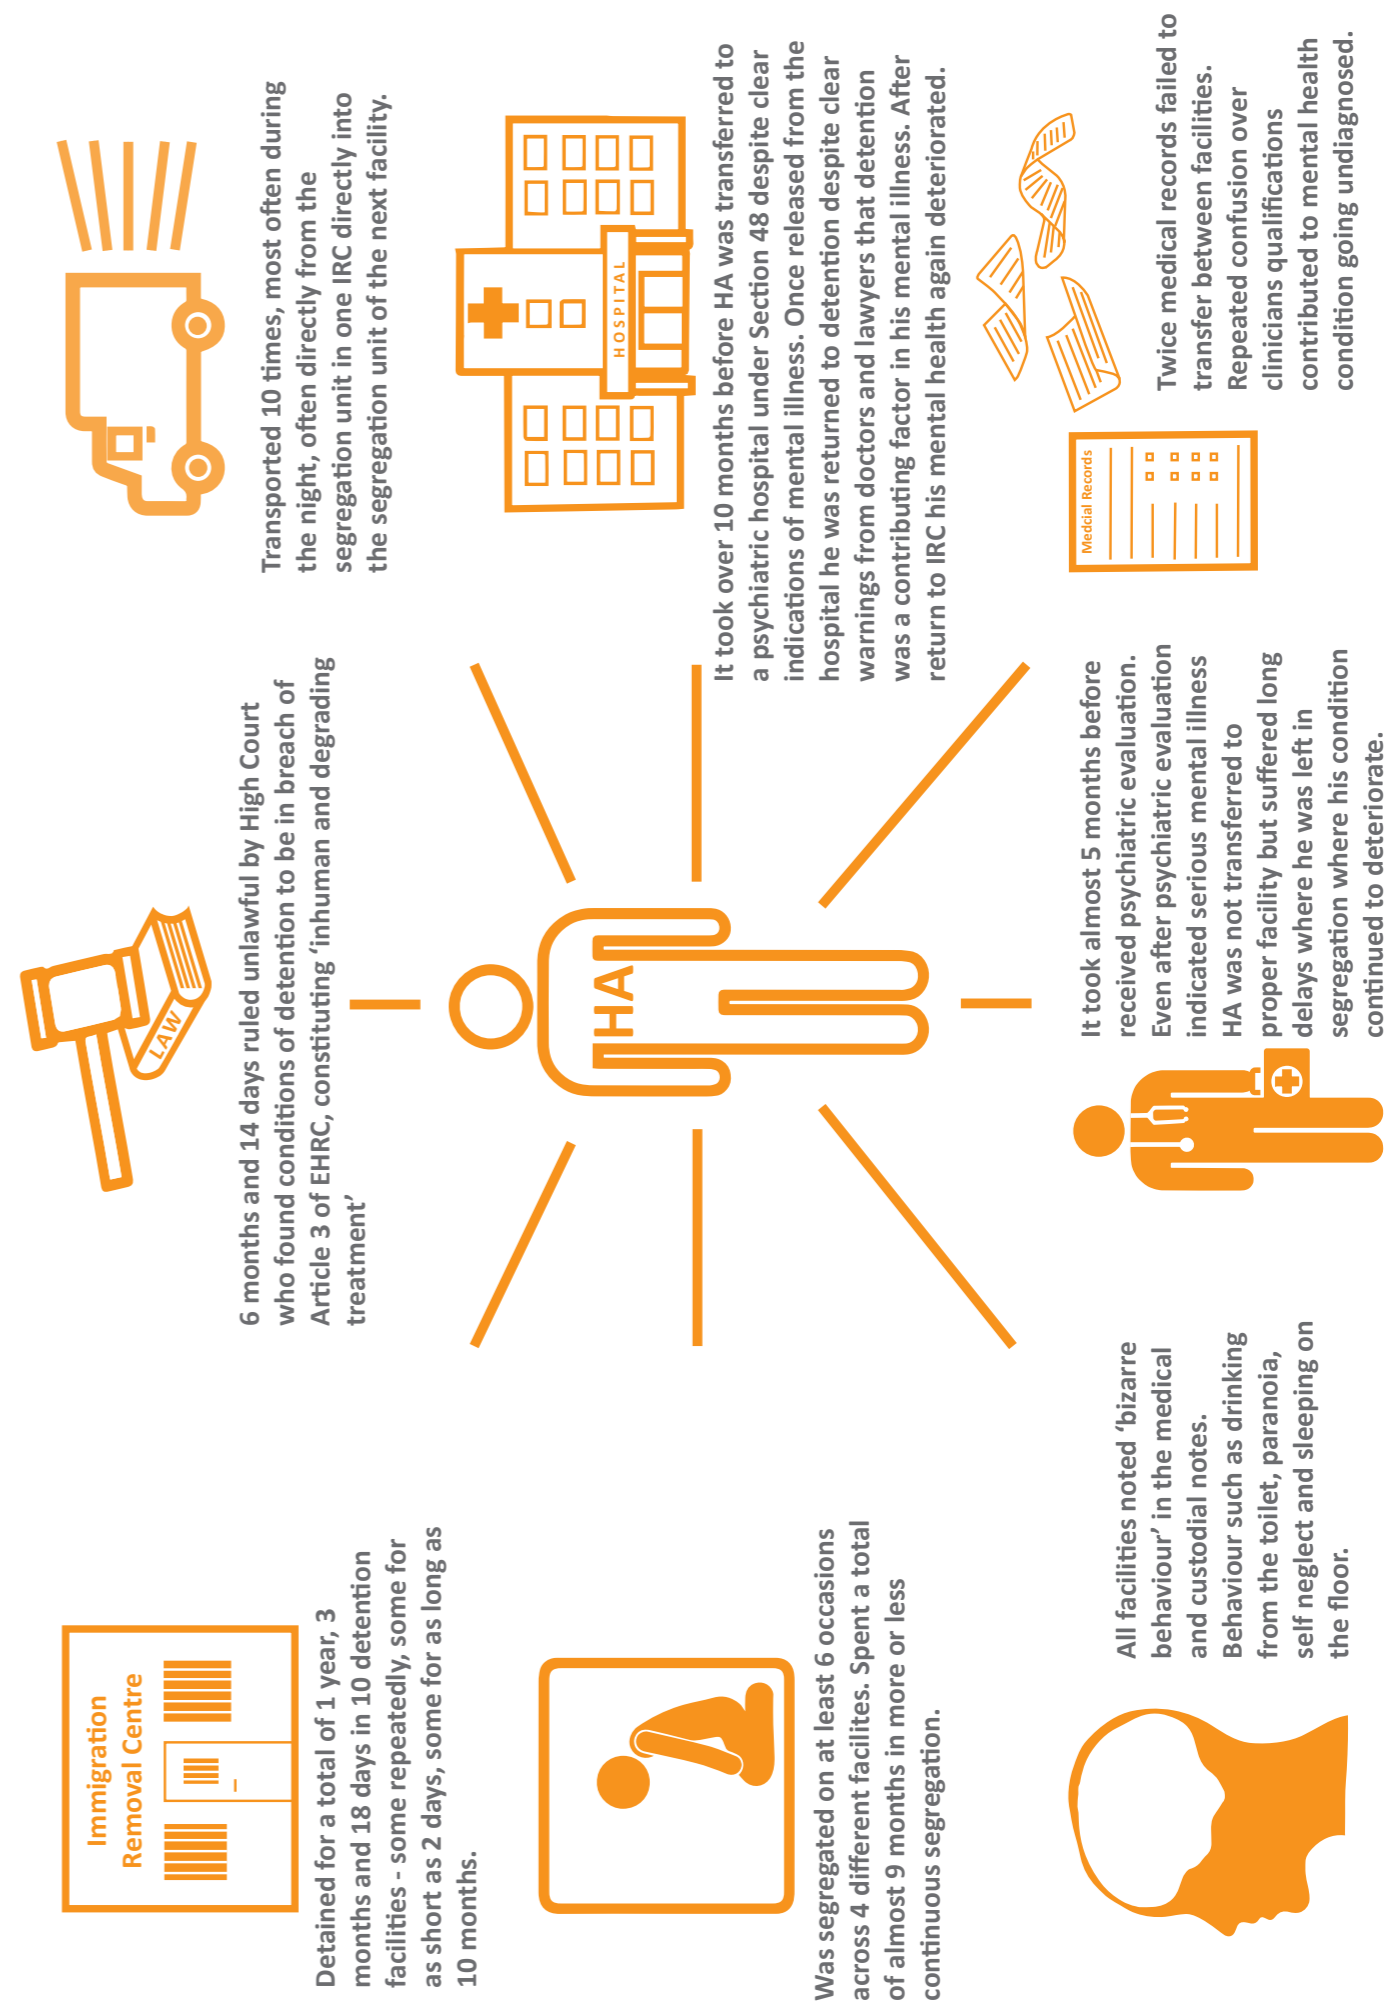 Immigration
Removal Centre
Detained for a total of 1 year, 3
months and 18 days in 10 detention
facilities - some repeatedly, some for
as short as 2 days, some for as long as
10 months.
LAW
6 months and 14 days ruled unlawful by High Court
who found conditions of detention to be in breach of
Article 3 of EHRC, constituting ‘inhuman and degrading
treatment’
Transported 10 times, most often during
the night, often directly from the
segregation unit in one IRC directly into
the segregation unit of the next facility.
Was segregated on at least 6 occasions
across 4 different facilites. Spent a total
of almost 9 months in more or less
continuous segregation.
HA
HOSPITAL
It took over 10 months before HA was transferred to
a psychiatric hospital under Section 48 despite clear
indications of mental illness. Once released from the
hospital he was returned to detention despite clear
warnings from doctors and lawyers that detention
was a contributing factor in his mental illness. After
return to IRC his mental health again deteriorated.
All facilities noted ‘bizarre
behaviour’ in the medical
and custodial notes.
Behaviour such as drinking
from the toilet, paranoia,
self neglect and sleeping on
the floor.
It took almost 5 months before
received psychiatric evaluation.
Even after psychiatric evaluation
indicated serious mental illness
HA was not transferred to
proper facility but suffered long
delays where he was left in
segregation where his condition
continued to deteriorate.
Medcial Records
Twice medical records failed to
transfer between facilities.
Repeated confusion over
clinicians qualifications
contributed to mental health
condition going undiagnosed.